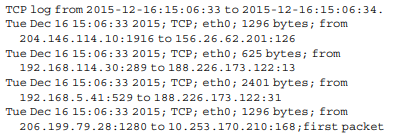 TCP log from 2015-12-16:15:06:33 to 2015-12-16:15:06:34.
Tue Dec 16 15:06:33 2015; TCP; eth0; 1296 bytes; from
204.146.114.10:1916 to 156.26.62.201:126
Tue Dec 16 15:06:33 2015; TCP; eth0; 625 bytes; from
192.168.114.30:289 to 188.226.173.122:13
Tue Dec 16 15:06:33 2015; TCP; eth0; 2401 bytes; from
192.168.5.41:529 to 188.226.173.122:31
Tue Dec 16 15:06:33 2015; TCP; eth0; 1296 bytes; from
206.199.79.28:1280 to 10.253.170.210:168;first packet